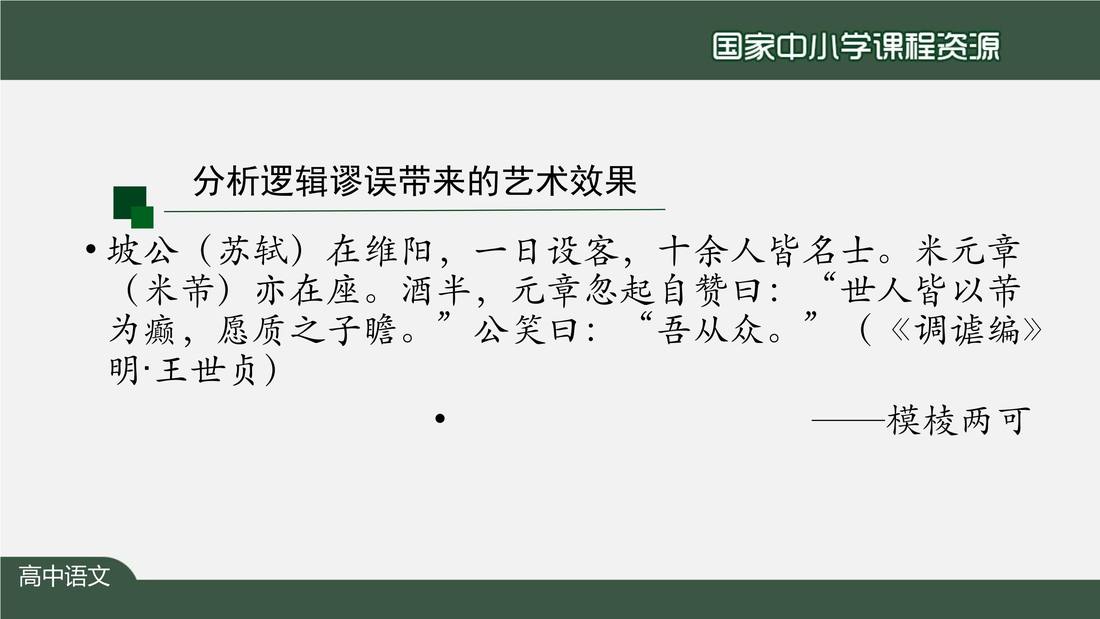 国家中小学课程资源
分析逻辑谬误带来的艺术效果
•坡公（苏轼）在维阳，一日设客，十余人皆名士。米元章
（米芾）亦在座。酒半，元章忽起自赞曰：“世人皆以芾
为癫，愿质之子瞻。”公笑曰：“吾从众。”（《调谑编》
明·王世贞）
•——模棱两可
高中语文